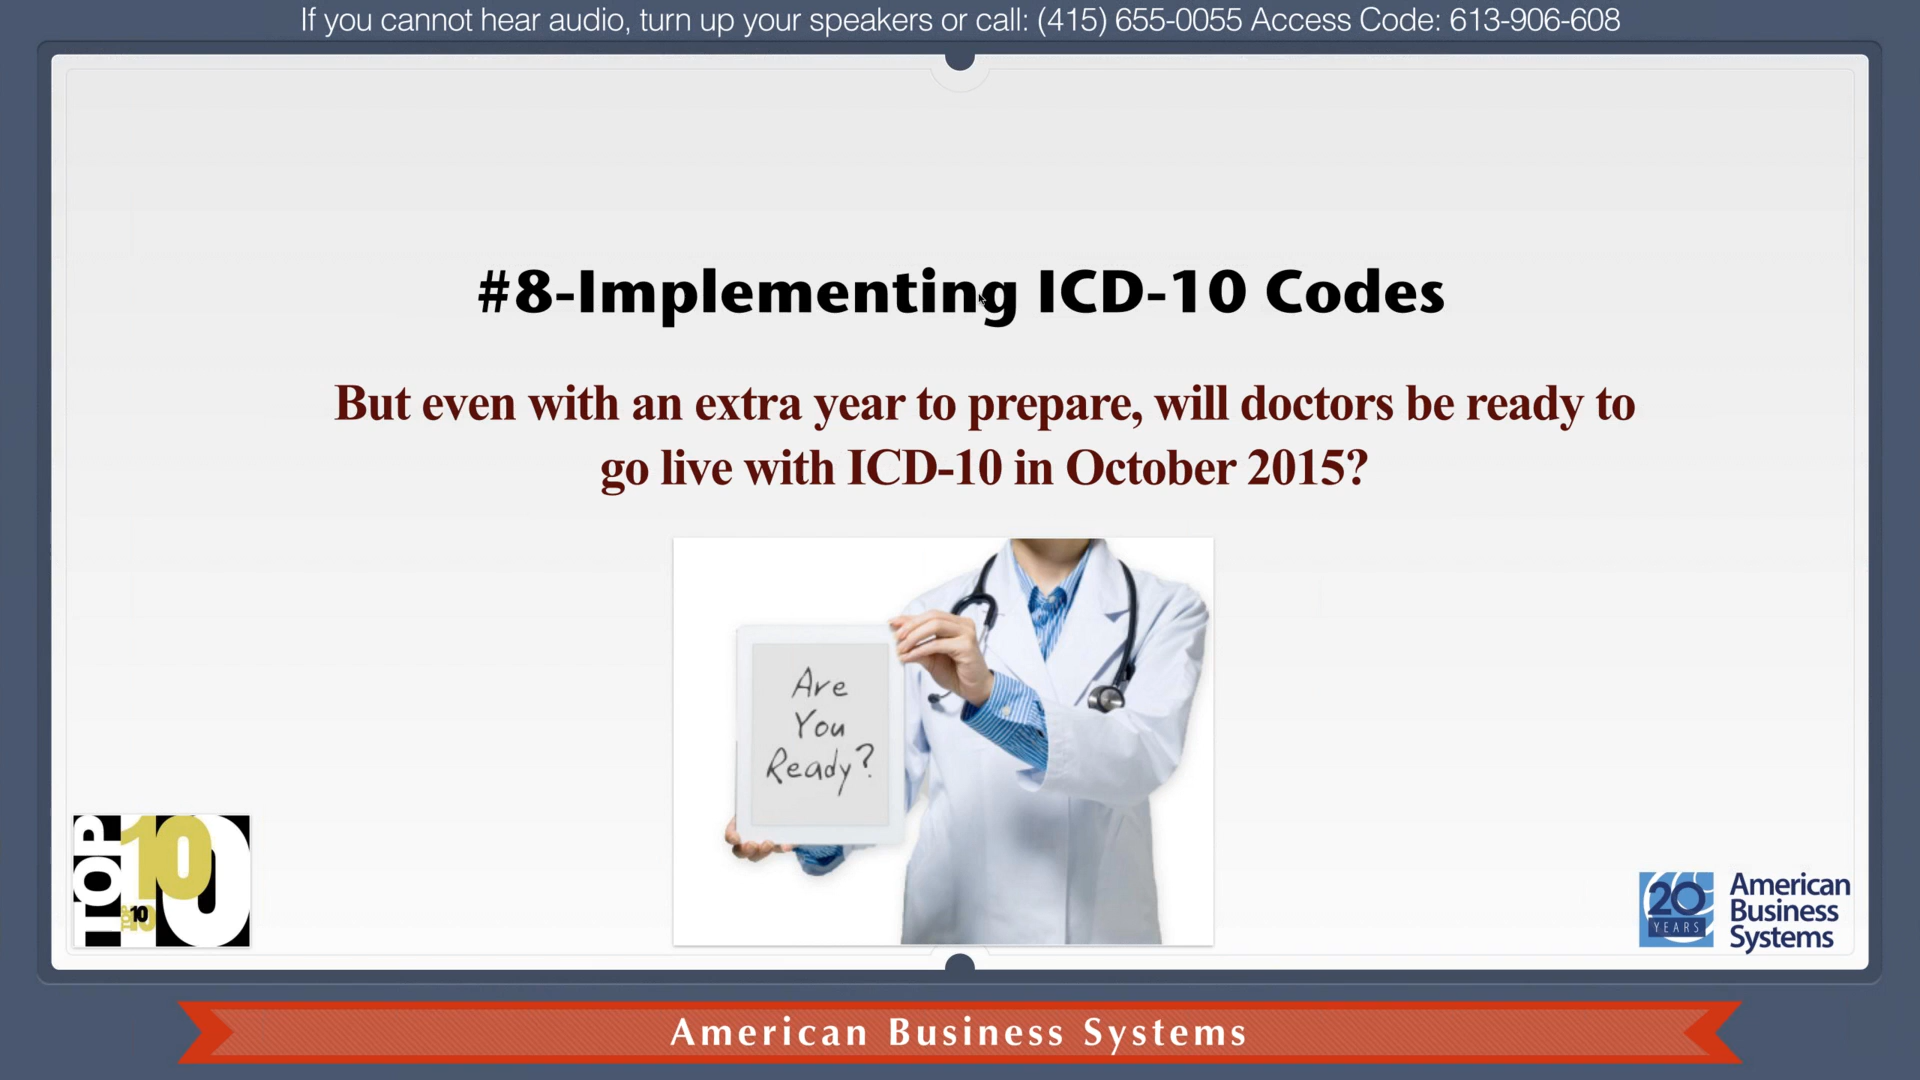 If you cannot hear audio, turn up your speakers or call: (415) 655-0055 Access Code: 613-906-608
#8-Implementing ICD-10 Codes
But even with an extra year to prepare, will doctors be ready to
go live with ICD-10 in October 2015?
Are
You
Ready?
TOP
10
10
10
20
YEARS
American
Business
Systems
American Business Systems